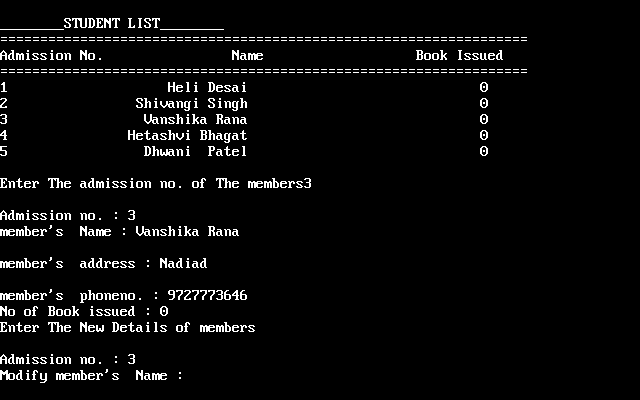 ________STUDENT LIST________
==================================================================
Admission No.                Name                   Book Issued
==================================================================
1                    Heli Desai                             0
2                Shivangi Singh                             0
3                 Vanshika Rana                             0
4               Hetashvi Bhagat                             0
5                 Dhwani  Patel                             0
Enter The admission no. of The members3
Admission no. : 3
member's  Name : Vanshika Rana
member's  address : Nadiad
member's  phoneno. : 9727773646
No of Book issued : 0
Enter The New Details of members
Admission no. : 3
Modify member's  Name :